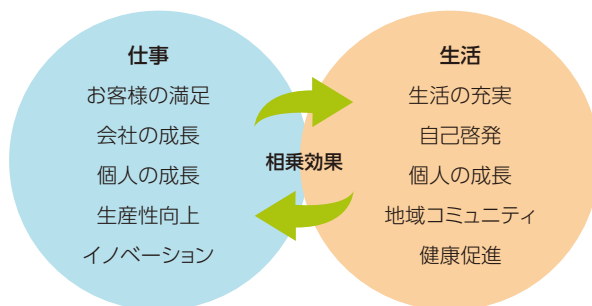 仕事
お客様の満足
会社の成長
個人の成長
生産性向上
イノベーション
相乗効果
生活
生活の充実
自己啓発
個人の成長
地域コミュニティ
健康促進